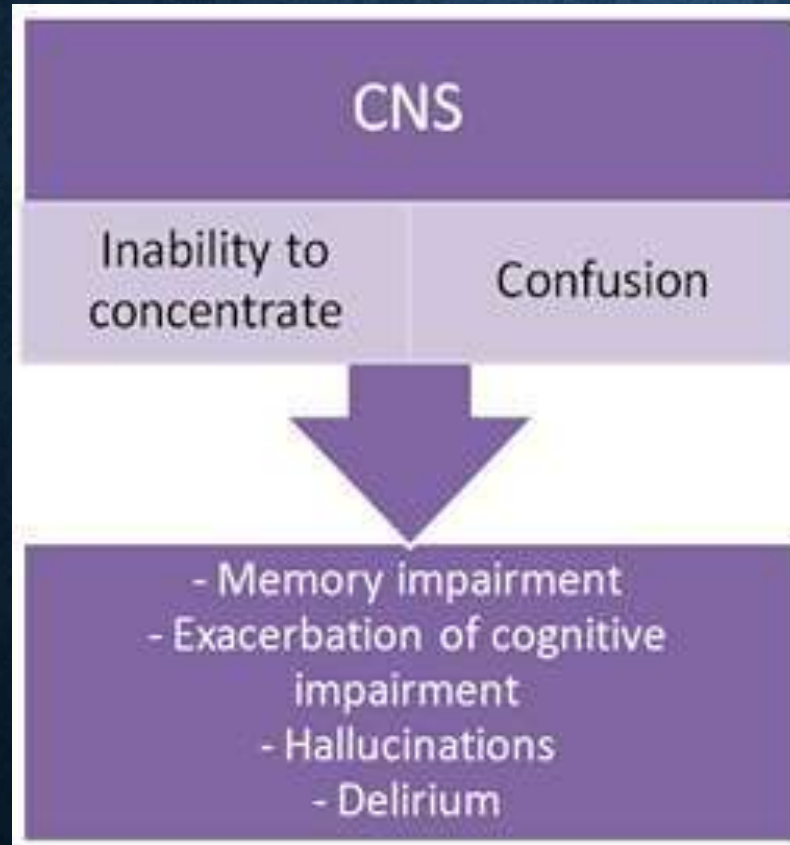 CNS
Inability to
concentrate
Confusion
- Memory impairment
- Exacerbation of cognitive
impairment
- Hallucinations
- Delirium